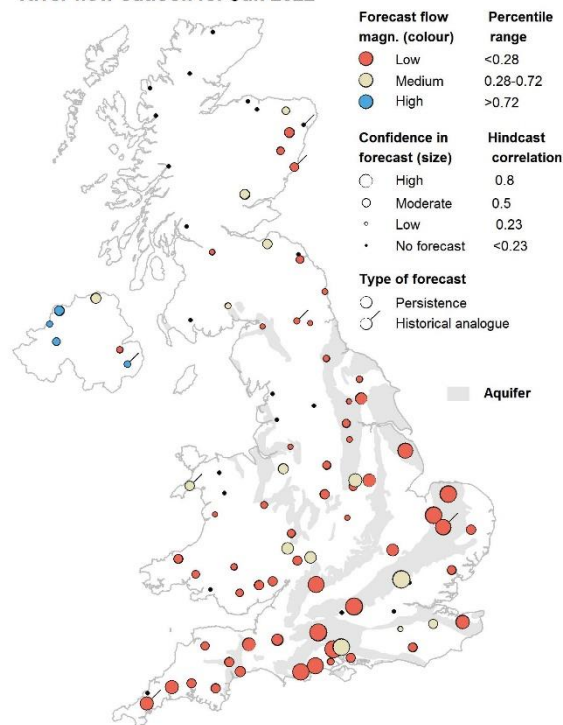 Forecast flow Percentile
magn. (colour) range
Low <0.28
Medium 0.28-0.72
High >0.72
Confidence in Hindcast
forecast (size) correlation
High 0.8
Moderate 0.5
Low 0.23
No forecast <0.23
Type of forecast
Persistence
Historical analogue
Aquifer